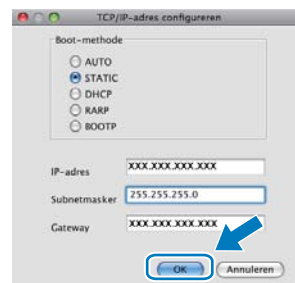 TCP/IP-adres configureren
Boot-methode
AUTO
STATIC
DHCP
RARP
BOOTP
IP-adres XXX.XXX.XXX.XXX
Subnetmasker 255.255.255.0
Gateway XXX.XXX.XXX.XXX
OK Annuleren